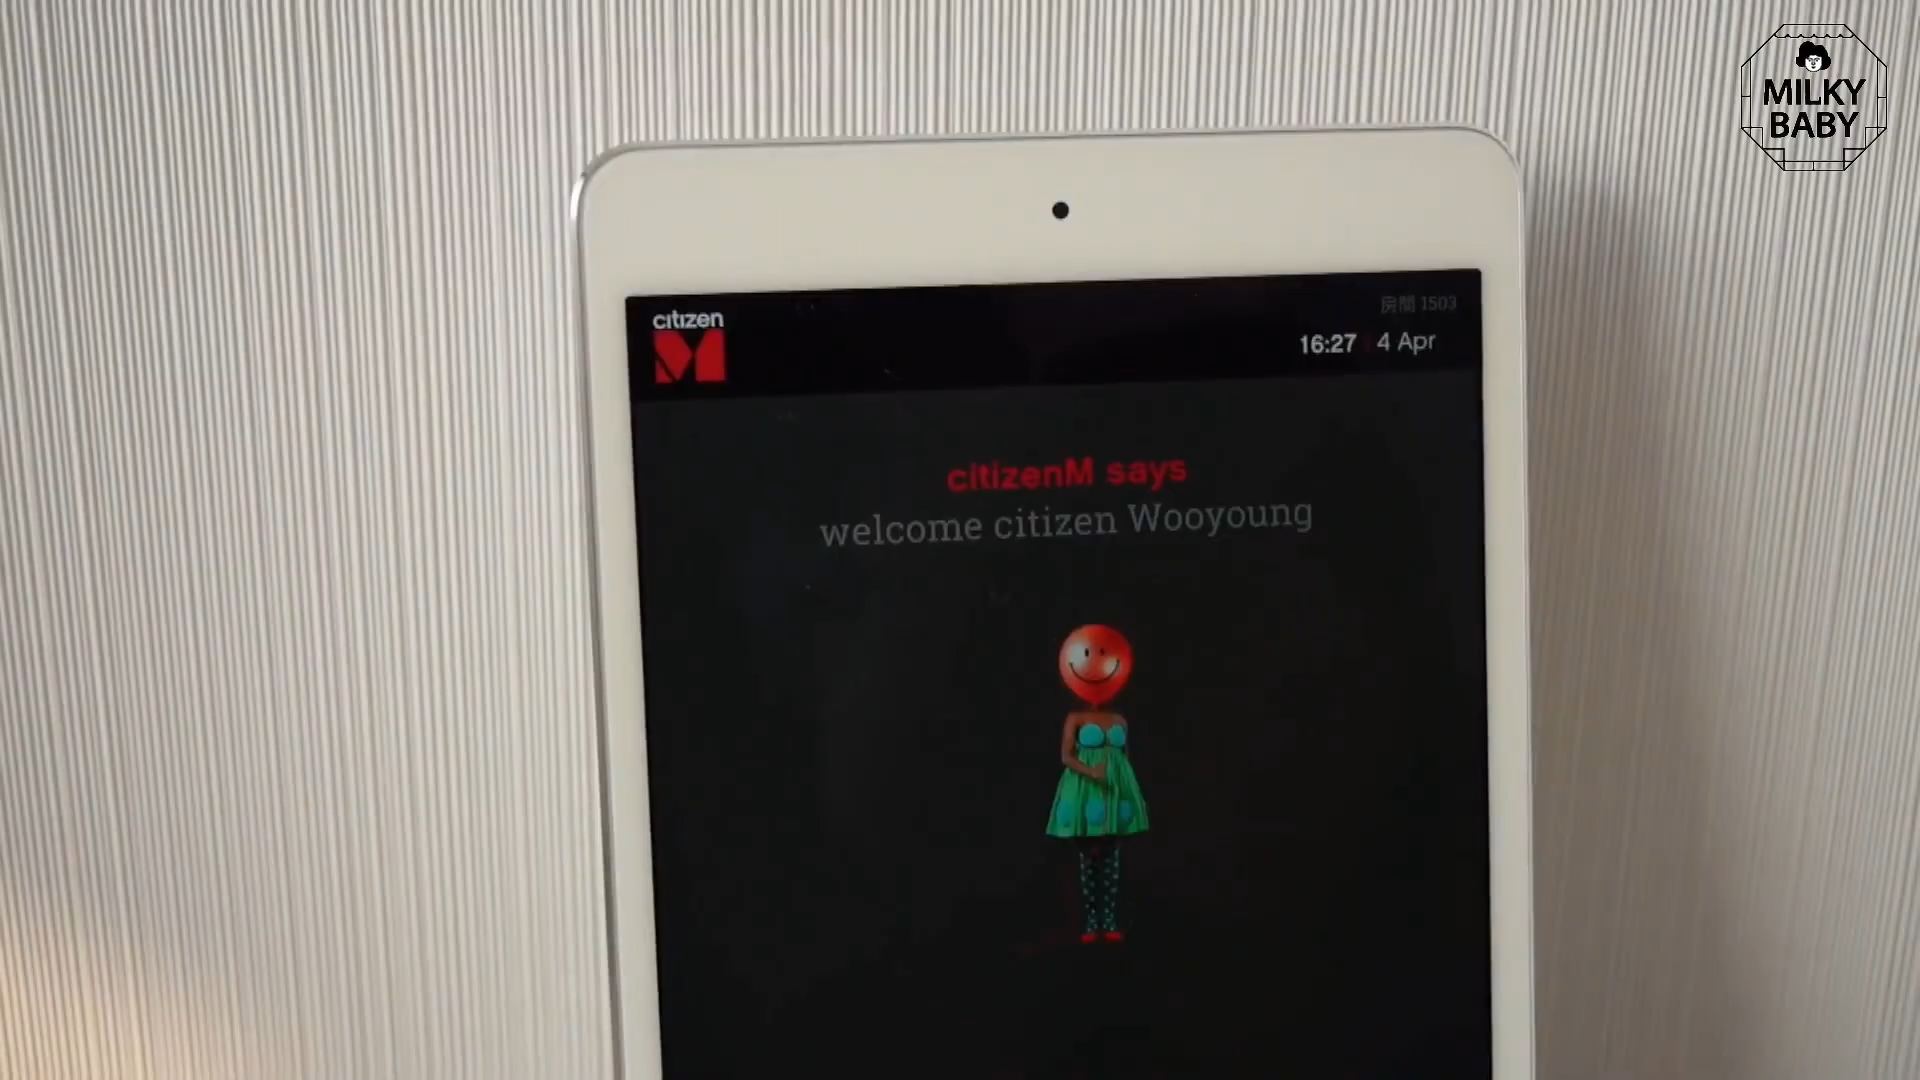 MILKY
BABY
citizen
M
房間 1503
16:27 4 Apr
citizenM says
welcome citizen Wooyoung